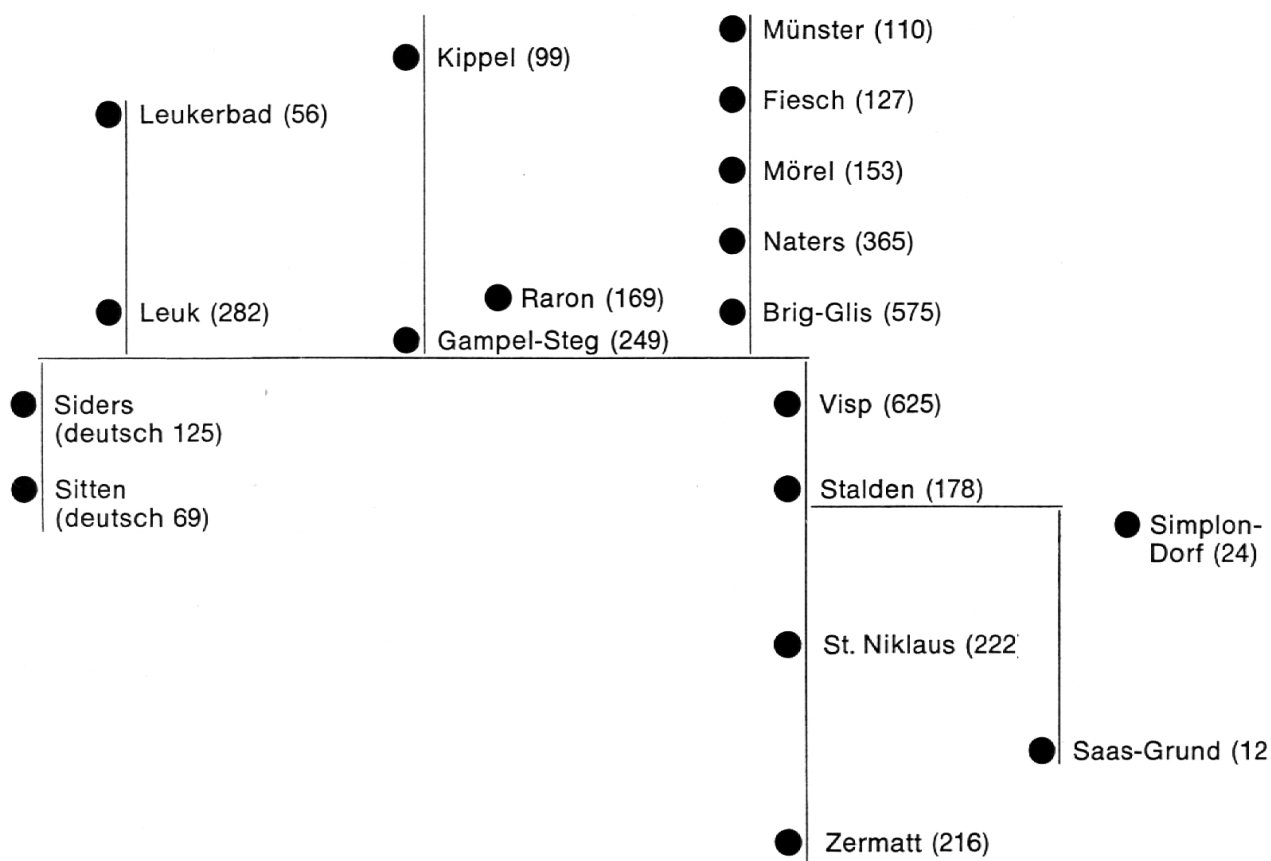 Münster (110)
Kippel (99)
Fiesch (127)
Leukerbad (56)
Mörel (153)
Naters (365)
Raron (169)
Leuk (282)
Brig-Glis (575)
Gampel-Steg (249)
Siders
(deutsch 125)
Visp (625)
Sitten
(deutsch 69)
Stalden (178)
Simplon-
Dorf (24)
St. Niklaus (222
Saas-Grund (12
Zermatt (216)